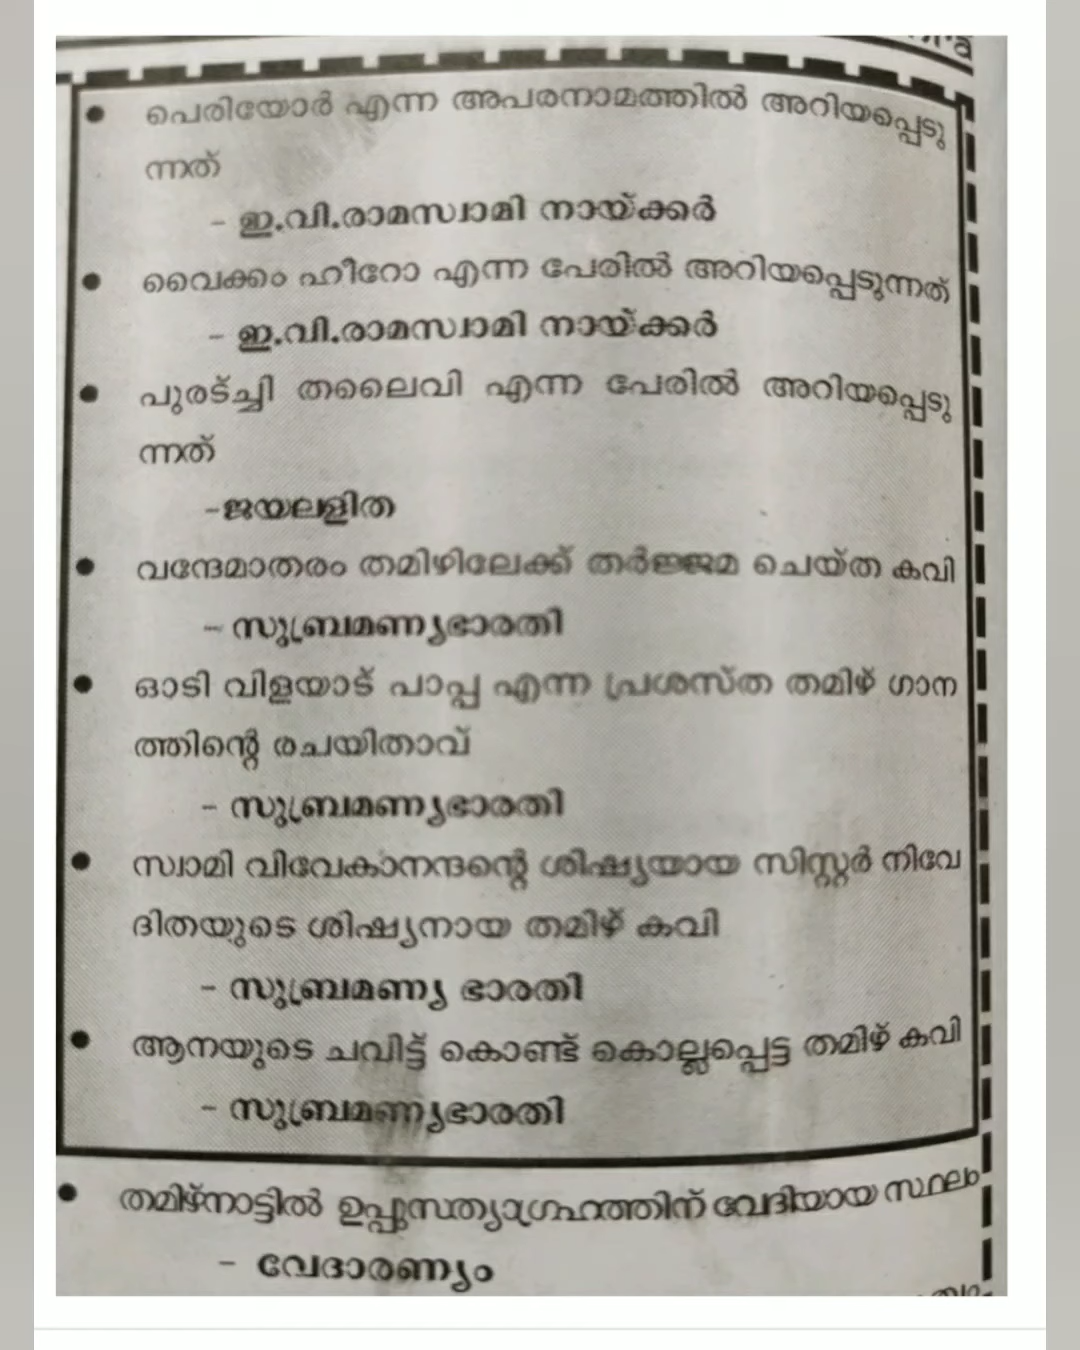 • പെരിയോർ എന്ന അപരനാമത്തിൽ അറിയപ്പെടു
ന്നത്
- ഇ.വി.രാമസ്വാമി നായ്ക്കർ
• വൈക്കം ഹീറോ എന്ന പേരിൽ അറിയപ്പെടുന്നത്
- ഇ.വി.രാമസ്വാമി നായ്ക്കർ
• പുരട്ച്ചി തലൈവി എന്ന പേരിൽ അറിയപ്പെടു
ന്നത്
-ജയലളിത
• വന്ദേമാതരം തമിഴിലേക്ക് തർജ്ജമ ചെയ്ത കവി
- സുബ്രമണ്യഭാരതി
• ഓടി വിളയാട് പാപ്പ എന്ന പ്രശസ്ത തമിഴ് ഗാന
ത്തിന്റെ രചയിതാവ്
- സുബ്രമണ്യഭാരതി
• സ്വാമി വിവേകാനന്ദന്റെ ശിഷ്യയായ സിസ്റ്റർ നിവേ
ദിതയുടെ ശിഷ്യനായ തമിഴ് കവി
- സുബ്രമണ്യ ഭാരതി
• ആനയുടെ ചവിട്ട് കൊണ്ട് കൊല്ലപ്പെട്ട തമിഴ് കവി
- സുബ്രമണ്യഭാരതി
• തമിഴ്നാട്ടിൽ ഉപ്പുസത്യാഗ്രഹത്തിന് വേദിയായ സ്ഥലം
- വേദാരണ്യം